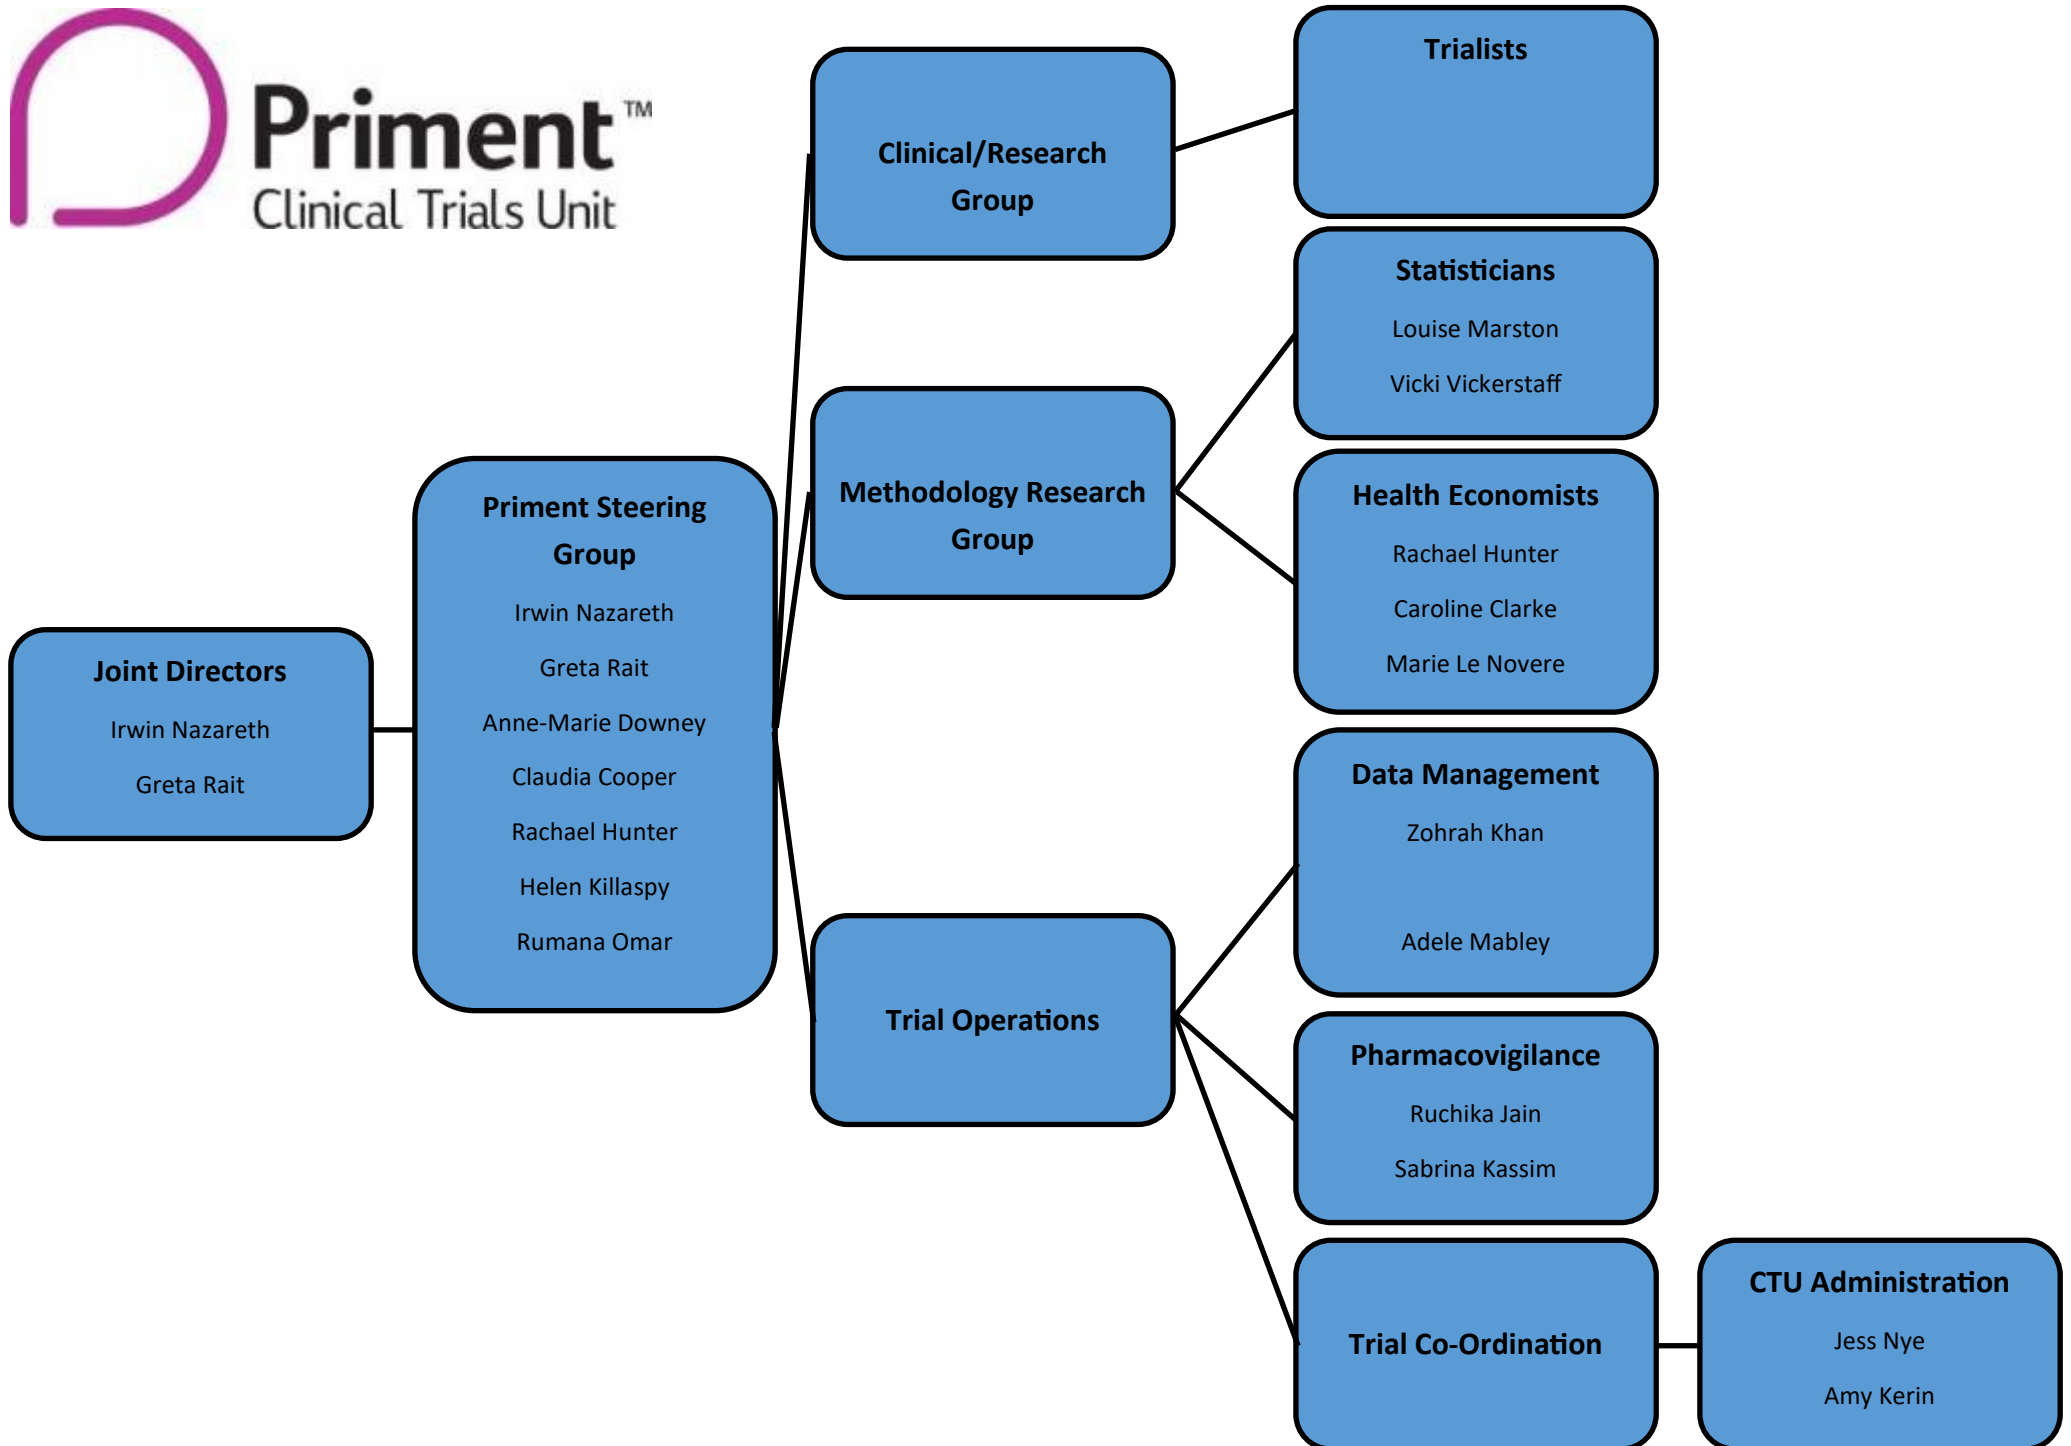 Priment™
Clinical Trials Unit
Joint Directors
Irwin Nazareth
Greta Rait
Priment Steering
Group
Irwin Nazareth
Greta Rait
Anne-Marie Downey
Claudia Cooper
Rachael Hunter
Helen Killaspy
Rumana Omar
Clinical/Research
Group
Methodology Research
Group
Trial Operations
Trialists
Statisticians
Louise Marston
Vicki Vickerstaff
Health Economists
Rachael Hunter
Caroline Clarke
Marie Le Novere
Data Management
Zohrah Khan
Adele Mabley
Pharmacovigilance
Ruchika Jain
Sabrina Kassim
Trial Co-Ordination
CTU Administration
Jess Nye
Amy Kerin